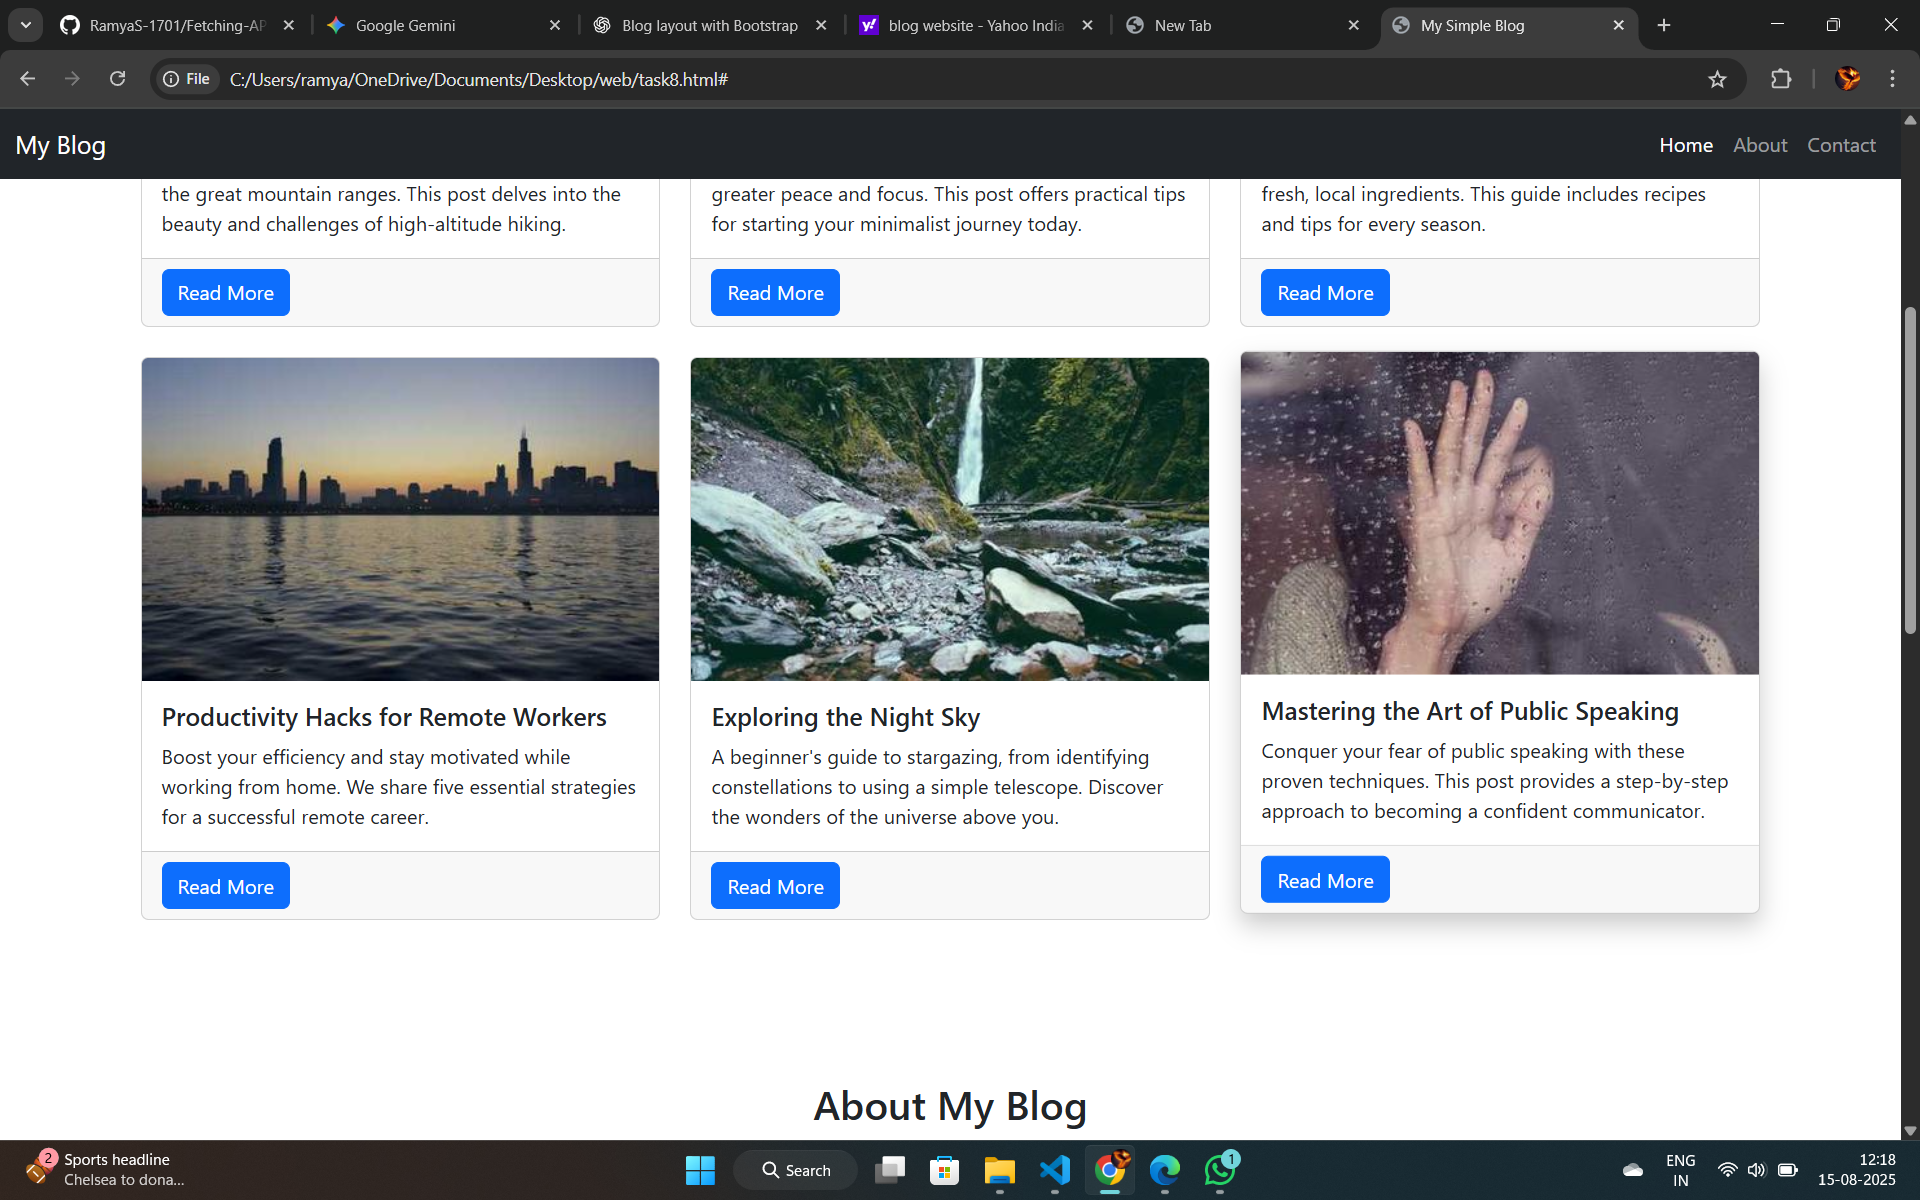 RamyaS-1701/Fetching-AP
Google Gemini
Blog layout with Bootstrap
blog website - Yahoo India
New Tab
My Simple Blog
File
C:/Users/ramya/OneDrive/Documents/Desktop/web/task8.html#
My Blog
Home
About
Contact
the great mountain ranges. This post delves into the
beauty and challenges of high-altitude hiking.
Read More
greater peace and focus. This post offers practical tips
for starting your minimalist journey today.
Read More
fresh, local ingredients. This guide includes recipes
and tips for every season.
Read More
Productivity Hacks for Remote Workers
Boost your efficiency and stay motivated while
working from home. We share five essential strategies
for a successful remote career.
Read More
Exploring the Night Sky
A beginner's guide to stargazing, from identifying
constellations to using a simple telescope. Discover
the wonders of the universe above you.
Read More
Mastering the Art of Public Speaking
Conquer your fear of public speaking with these
proven techniques. This post provides a step-by-step
approach to becoming a confident communicator.
Read More
About My Blog
2
Sports headline
Chelsea to dona...
Search
1
ENG
IN
12:18
15-08-2025